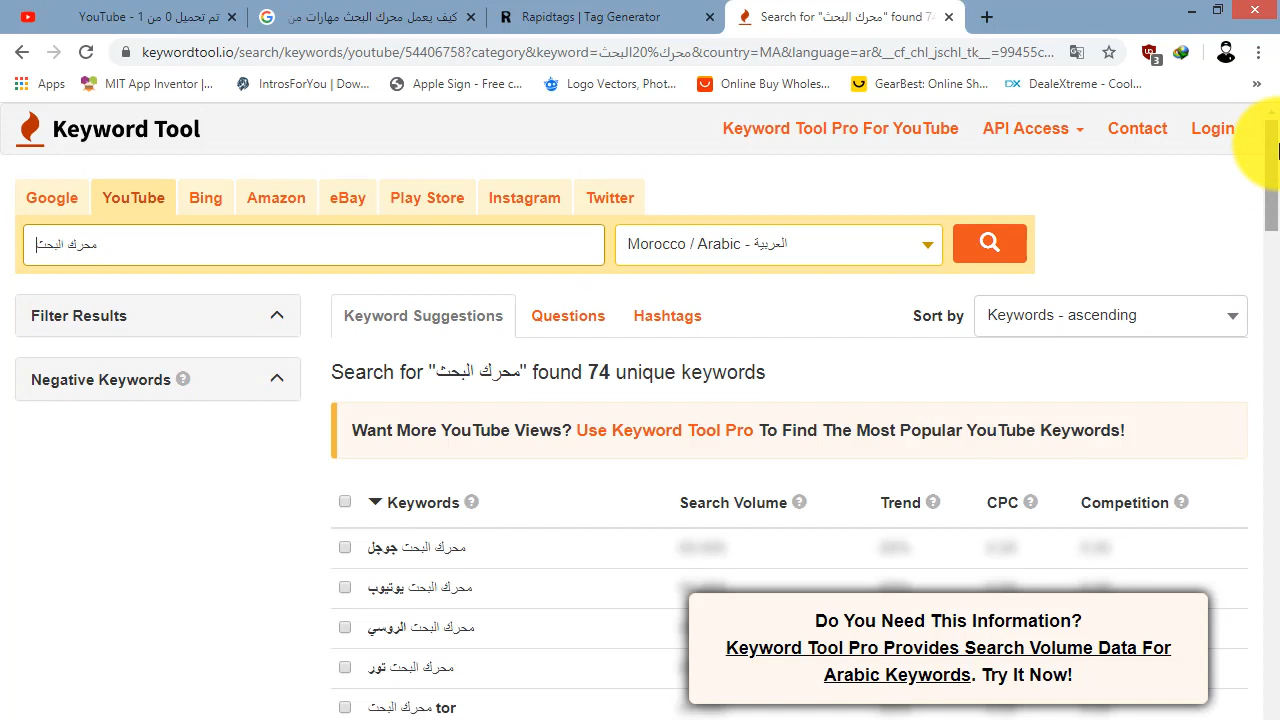 YouTube - تم تحميل 0 من 1
كيف يعمل محرك البحث مهارات من
Rapidtags | Tag Generator
Search for "محرك البحث" found 74
keywordtool.io/search/keywords/youtube/54406758?category&keyword=محرك%20البحث&country=MA&language=ar&__cf_chl_jschl_tk__=99455c...
3
Apps
MIT App Inventor |...
IntrosForYou | Dow...
Apple Sign - Free c...
Logo Vectors, Phot...
Online Buy Wholes...
GearBest: Online Sh...
DX
DealeXtreme - Cool...
»
Keyword Tool
Keyword Tool Pro For YouTube
API Access
Contact
Login
Google
YouTube
Bing
Amazon
eBay
Play Store
Instagram
Twitter
محرك البحث
Morocco / Arabic - العربية
Filter Results
Keyword Suggestions
Questions
Hashtags
Sort by
Keywords - ascending
Negative Keywords ?
Search for "محرك البحث" found 74 unique keywords
Want More YouTube Views? Use Keyword Tool Pro To Find The Most Popular YouTube Keywords!
Keywords ?
Search Volume ?
Trend ?
CPC ?
Competition ?
محرك البحث جوجل
محرك البحث يوتيوب
محرك البحث الروسي
محرك البحث تور
محرك البحث tor
Do You Need This Information?
Keyword Tool Pro Provides Search Volume Data For
Arabic Keywords. Try It Now!